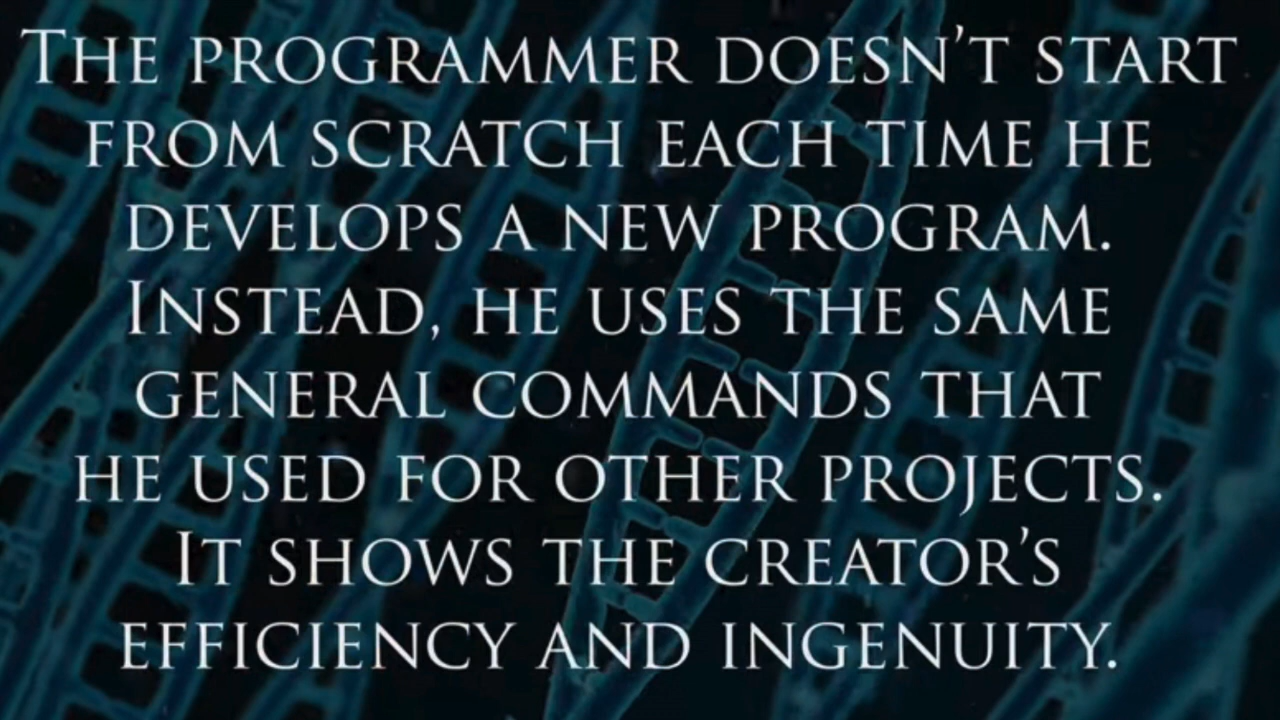 The programmer doesn't start
from scratch each time he
develops a new program.
Instead, he uses the same
general commands that
he used for other projects.
It shows the creator's
efficiency and ingenuity.